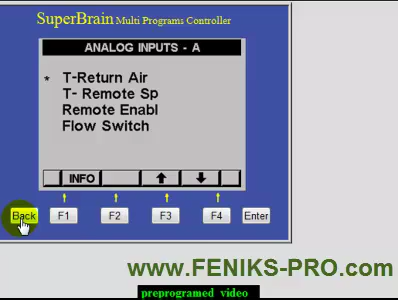 SuperBrain Multi Programs Controller
ANALOG INPUTS - A
* T-Return Air
T- Remote Sp
Remote Enabl
Flow Switch
INFO
Back F1 F2 F3 F4 Enter
www.FENIKS-PRO.com
preprogramed video